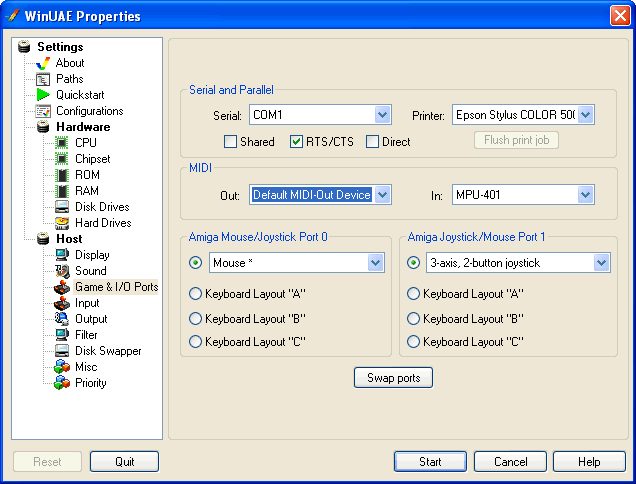 WinUAE Properties
Settings
About
Paths
Quickstart
Configurations
Hardware
CPU
Chipset
ROM
RAM
Disk Drives
Hard Drives
Host
Display
Sound
Game & I/O Ports
Input
Output
Filter
Disk Swapper
Misc
Priority
Serial and Parallel
Serial: COM1 Printer: Epson Stylus COLOR 500
Shared RTS/CTS Direct Flush print job
MIDI
Out: Default MIDI-Out Device In: MPU-401
Amiga Mouse/Joystick Port 0
Mouse *
Keyboard Layout "A"
Keyboard Layout "B"
Keyboard Layout "C"
Amiga Joystick/Mouse Port 1
3-axis, 2-button joystick
Keyboard Layout "A"
Keyboard Layout "B"
Keyboard Layout "C"
Swap ports
Reset Quit Start Cancel Help